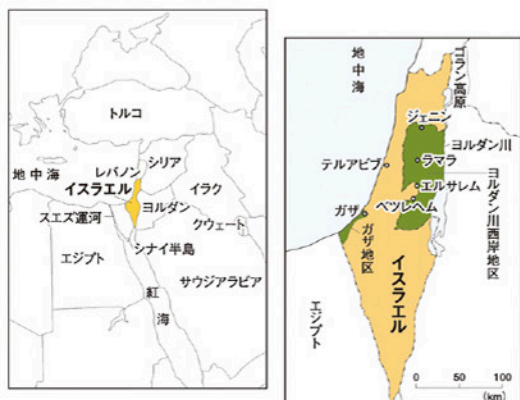 トルコ
地中海
レバノン
シリア
イスラエル
イラク
スエズ運河
ヨルダン
クウェート
シナイ半島
エジプト
サウジアラビア
紅海
地中海
ゴラン高原
ジェニン
ヨルダン川
テルアビブ
ラマラ
エルサレム
ベツレヘム
ヨルダン川西岸地区
ガザ
ガザ地区
イスラエル
エジプト
0 50 100
(km)